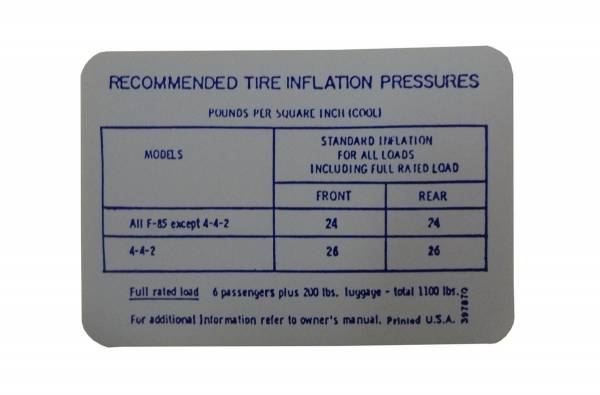 RECOMMENDED TIRE INFLATION PRESSURES
POUNDS PER SQUARE INCH (COOL)
MODELS
STANDARD INFLATION
FOR ALL LOADS
INCLUDING FULL RATED LOAD
FRONT REAR
All F-85 except 4-4-2 24 24
4-4-2 26 26
Full rated load 6 passengers plus 200 lbs. luggage - total 1100 lbs.
For additional Information refer to owner's manual. Printed U.S.A.
397870